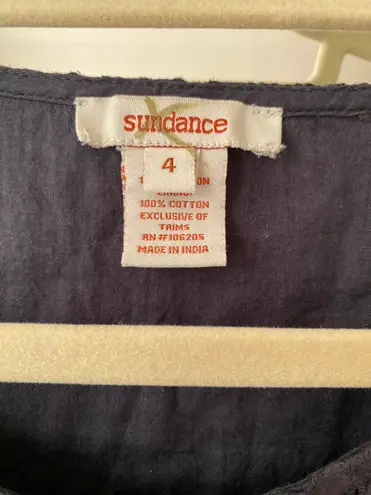 sundance
4
100% COTTON
EXCLUSIVE OF
TRIMS
RN#106205
MADE IN INDIA